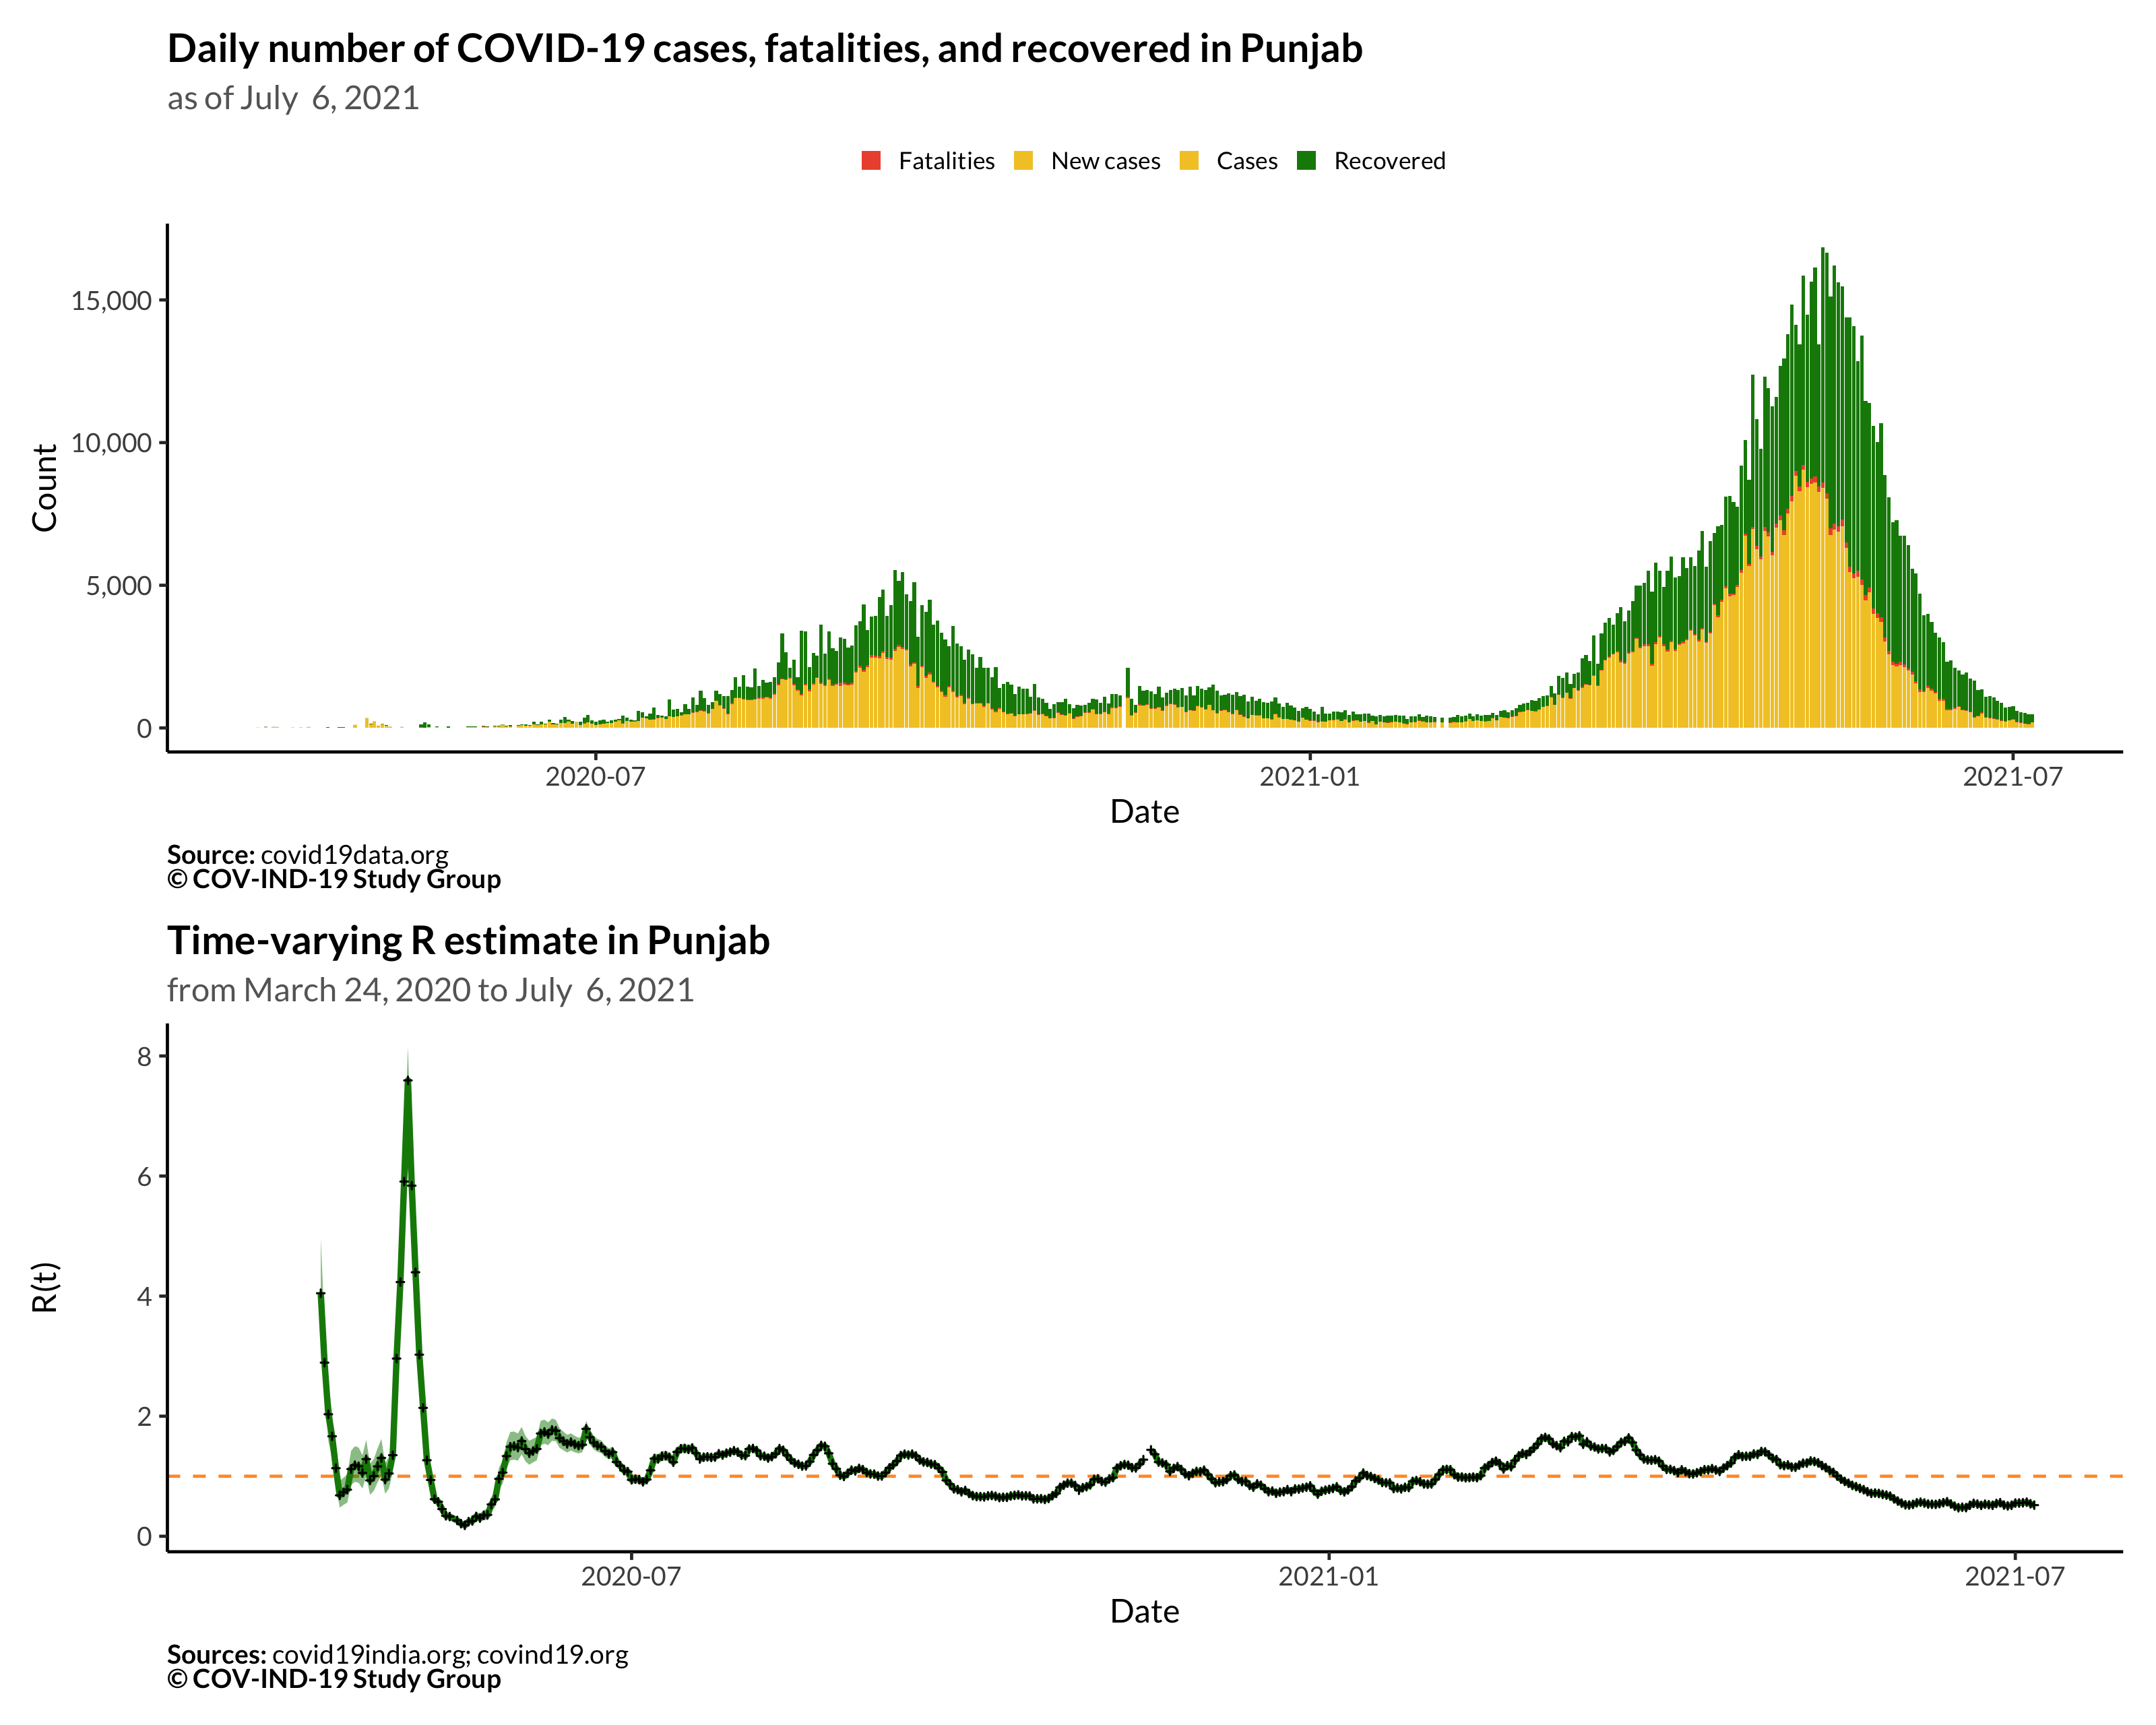 Daily number of COVID-19 cases, fatalities, and recovered in Punjab
as of July  6, 2021
Fatalities New cases Cases Recovered
Count
15,000
10,000
5,000
0
2020-07 2021-01 2021-07
Date
Source: covid19data.org
© COV-IND-19 Study Group
Time-varying R estimate in Punjab
from March 24, 2020 to July  6, 2021
R(t)
8
6
4
2
0
2020-07 2021-01 2021-07
Date
Sources: covid19india.org; covind19.org
© COV-IND-19 Study Group